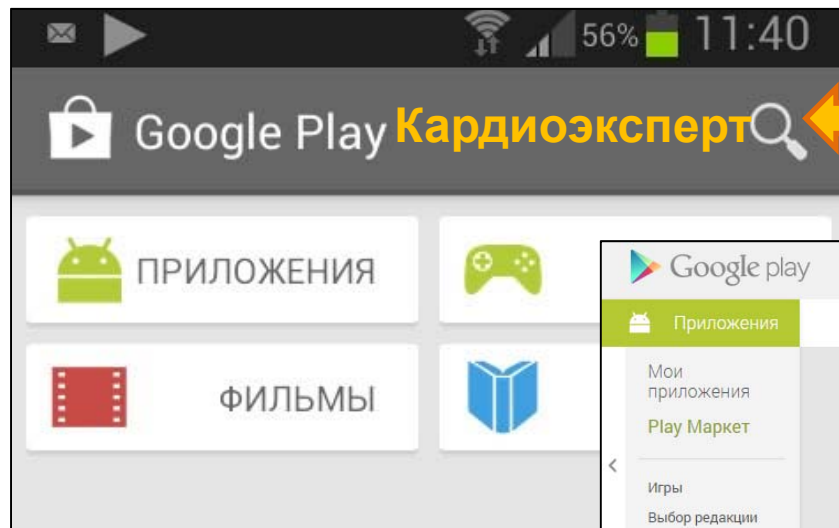 56% 11:40
Google Play Кардиоэксперт
ПРИЛОЖЕНИЯ
ФИЛЬМЫ
Google play
Приложения
Мои
приложения
Play Маркет
Игры
Выбор редакции